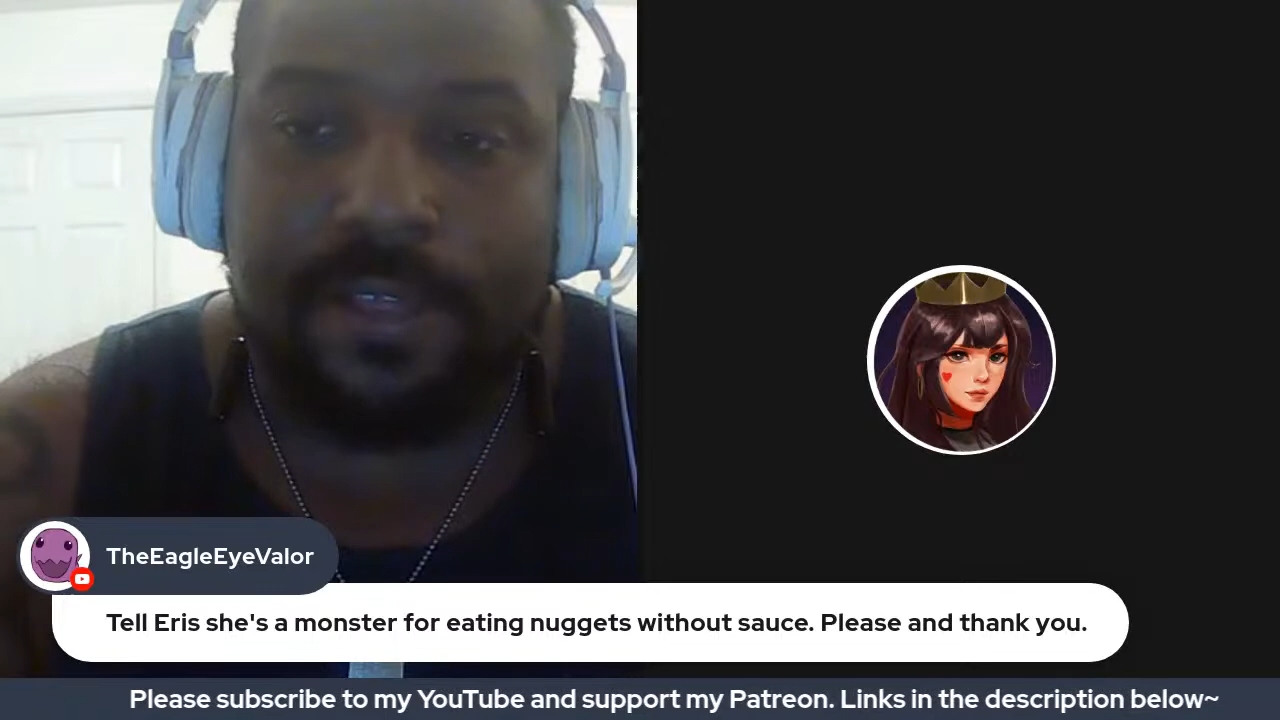 TheEagleEyeValor
Tell Eris she's a monster for eating nuggets without sauce. Please and thank you.
Please subscribe to my YouTube and support my Patreon. Links in the description below~